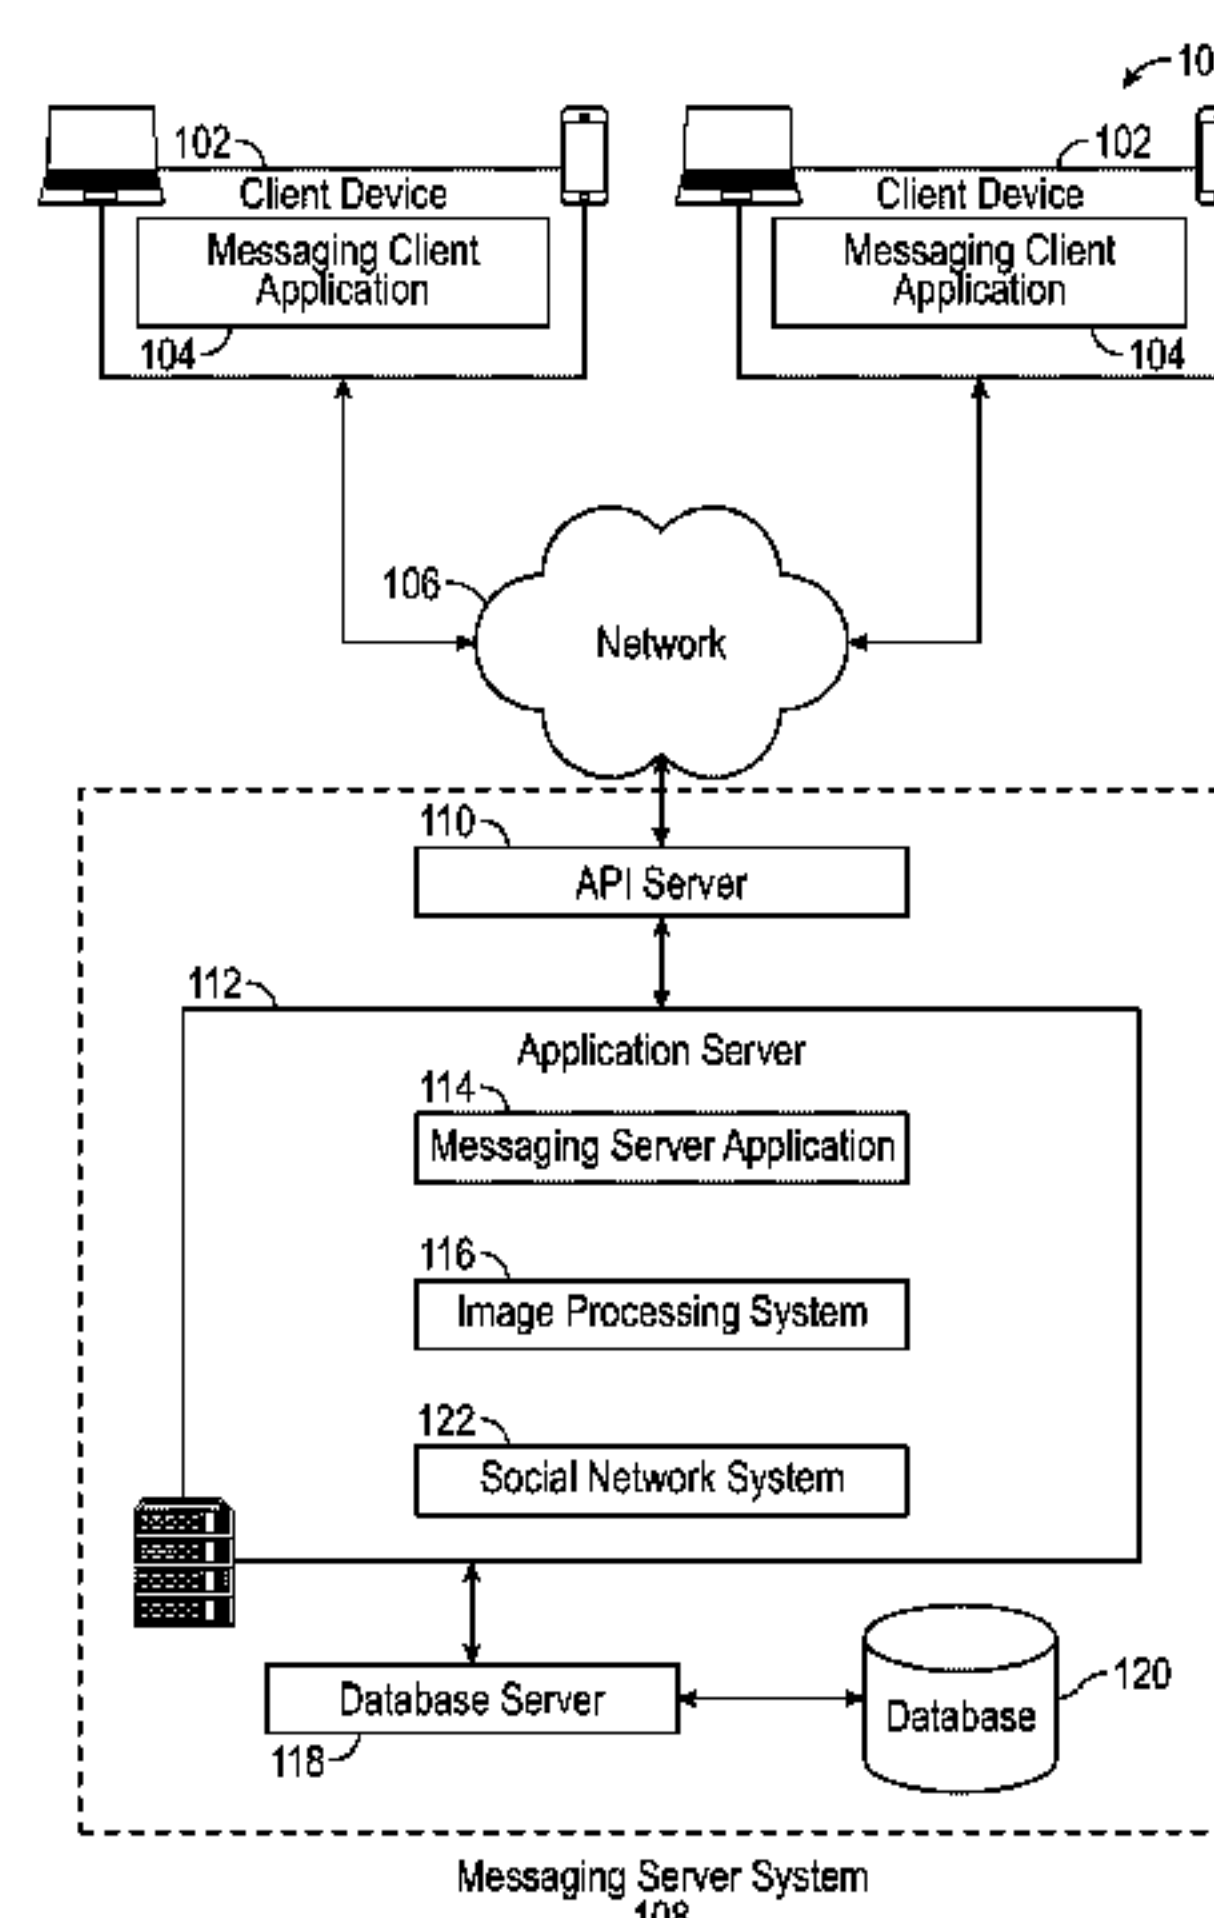 10
102
102
Client Device
Client Device
Messaging Client
Application
Messaging Client
Application
104
104
106
Network
110
API Server
112
Application Server
114
Messaging Server Application
116
Image Processing System
122
Social Network System
Database Server
118
Database
120
Messaging Server System
108